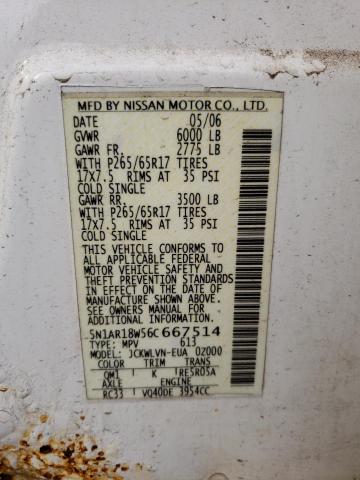 MFD BY NISSAN MOTOR CO., LTD.
DATE 05/06
GVWR 6000 LB
GAWR FR. 2775 LB
WITH P265/65R17 TIRES
17X7.5 RIMS AT 35 PSI
COLD SINGLE
GAWR RR. 3500 LB
WITH P265/65R17 TIRES
17X7.5 RIMS AT 35 PSI
COLD SINGLE
THIS VEHICLE CONFORMS TO
ALL APPLICABLE FEDERAL
MOTOR VEHICLE SAFETY AND
THEFT PREVENTION STANDARDS
IN EFFECT ON THE DATE OF
MANUFACTURE SHOWN ABOVE.
SEE OWNERS MANUAL FOR
ADDITIONAL INFORMATION.
5N1AR18W56C667514
TYPE: MPV 613
MODEL: JCKWLVN-EUA 02000
COLOR TRIM TRANS
QM1 K RE5R05A
AXLE ENGINE
RC33 VQ40DE 3954CC